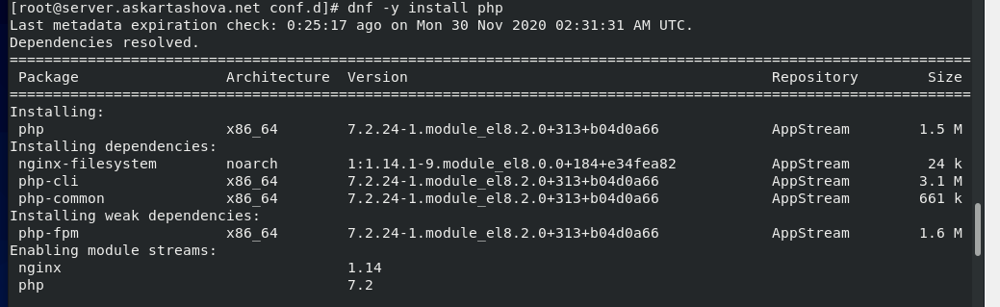 [root@server.askartashova.net conf.d]# dnf -y install php
Last metadata expiration check: 0:25:17 ago on Mon 30 Nov 2020 02:31:31 AM UTC.
Dependencies resolved.
================================================================================
 Package             Architecture  Version                                          Repository        Size
================================================================================
Installing:
 php                 x86_64        7.2.24-1.module_el8.2.0+313+b04d0a66             AppStream        1.5 M
Installing dependencies:
 nginx-filesystem    noarch        1:1.14.1-9.module_el8.0.0+184+e34fea82           AppStream         24 k
 php-cli             x86_64        7.2.24-1.module_el8.2.0+313+b04d0a66             AppStream        3.1 M
 php-common          x86_64        7.2.24-1.module_el8.2.0+313+b04d0a66             AppStream        661 k
Installing weak dependencies:
 php-fpm             x86_64        7.2.24-1.module_el8.2.0+313+b04d0a66             AppStream        1.6 M
Enabling module streams:
 nginx                             1.14
 php                               7.2